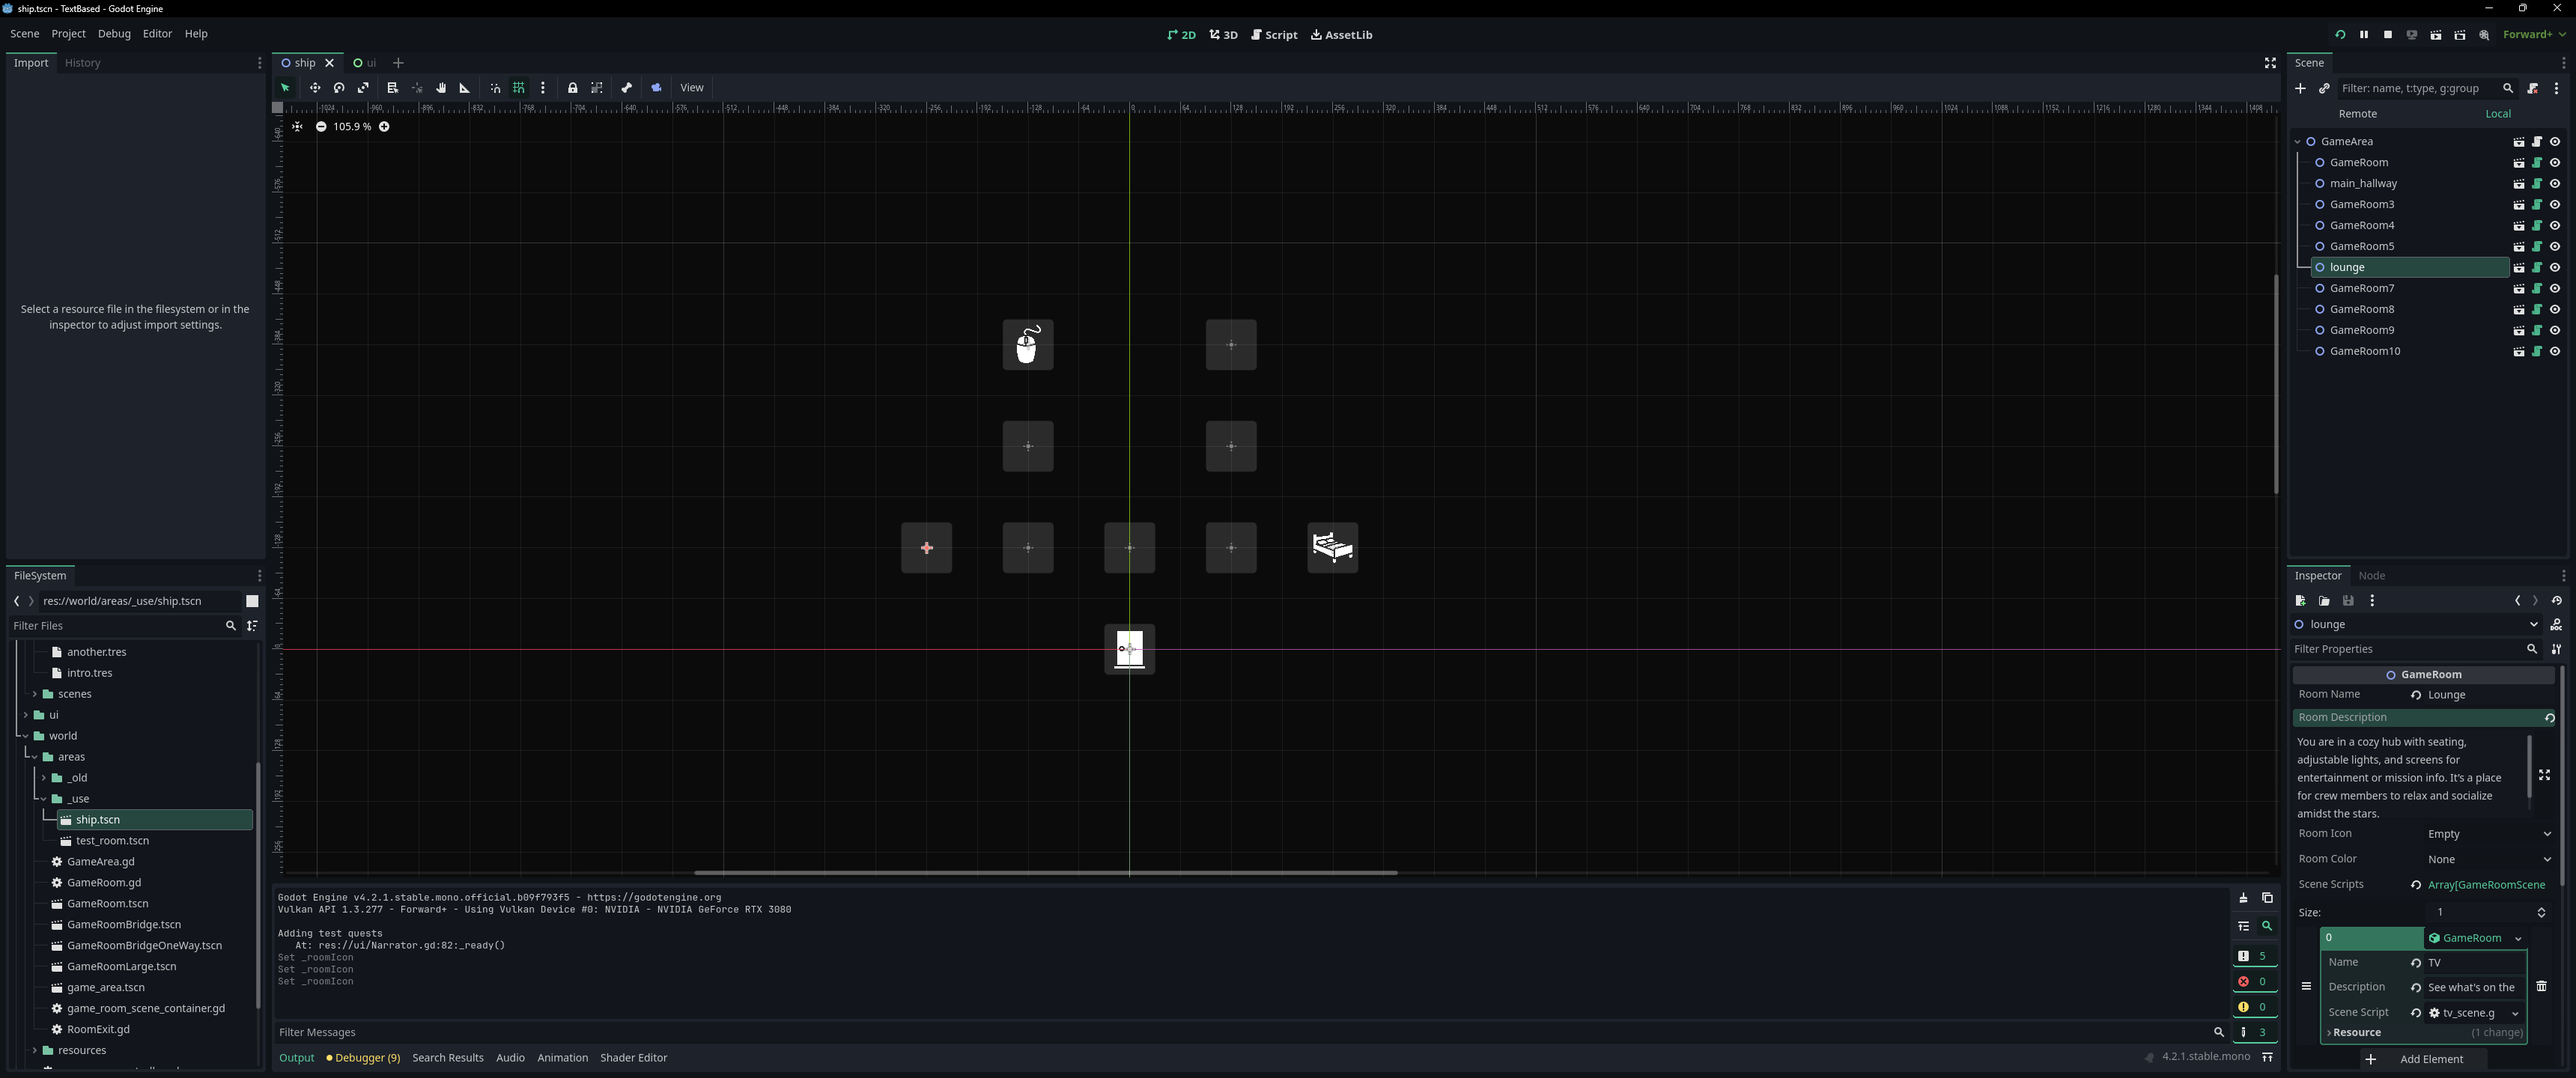 ship.tscn - TextBased - Godot Engine
Scene Project Debug Editor Help
2D 3D Script AssetLib
Forward+
Import History
Select a resource file in the filesystem or in the
inspector to adjust import settings.
FileSystem
res://world/areas/_use/ship.tscn
Filter Files
another.tres
intro.tres
scenes
ui
world
areas
_old
_use
ship.tscn
test_room.tscn
GameArea.gd
GameRoom.gd
GameRoom.tscn
GameRoomBridge.tscn
GameRoomBridgeOneWay.tscn
GameRoomLarge.tscn
game_area.tscn
game_room_scene_container.gd
RoomExit.gd
resources
ship ui
View
105.9 %
Godot Engine v4.2.1.stable.mono.official.b09f793f5 - https://godotengine.org
Vulkan API 1.3.277 - Forward+ - Using Vulkan Device #0: NVIDIA - NVIDIA GeForce RTX 3080
Adding test quests
At: res://ui/Narrator.gd:82:_ready()
Set _roomIcon
Set _roomIcon
Set _roomIcon
5
0
0
3
Filter Messages
Output Debugger (9) Search Results Audio Animation Shader Editor
4.2.1.stable.mono
Scene
Filter: name, t:type, g:group
Remote Local
GameArea
GameRoom
main_hallway
GameRoom3
GameRoom4
GameRoom5
lounge
GameRoom7
GameRoom8
GameRoom9
GameRoom10
Inspector Node
lounge
Filter Properties
GameRoom
Room Name Lounge
Room Description
You are in a cozy hub with seating,
adjustable lights, and screens for
entertainment or mission info. It's a place
for crew members to relax and socialize
amidst the stars.
Room Icon Empty
Room Color None
Scene Scripts Array[GameRoomScene
Size: 1
0 GameRoom
Name TV
Description See what's on the
Scene Script tv_scene.g
Resource (1 change)
Add Element